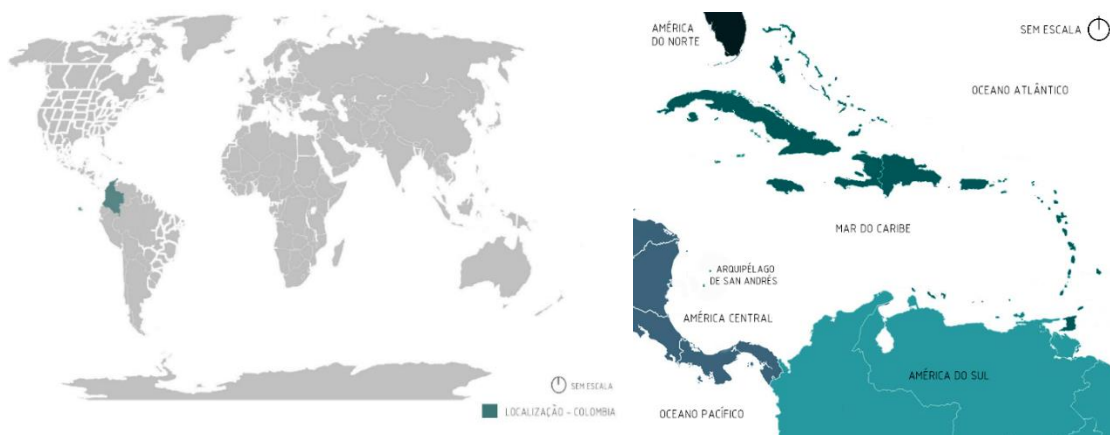 SEM ESCALA
LOCALIZAÇÃO - COLOMBIA
AMÉRICA
DO NORTE
SEM ESCALA
OCEANO ATLÂNTICO
MAR DO CARIBE
ARQUIPÉLAGO
DE SAN ANDRÉS
AMÉRICA CENTRAL
AMÉRICA DO SUL
OCEANO PACÍFICO